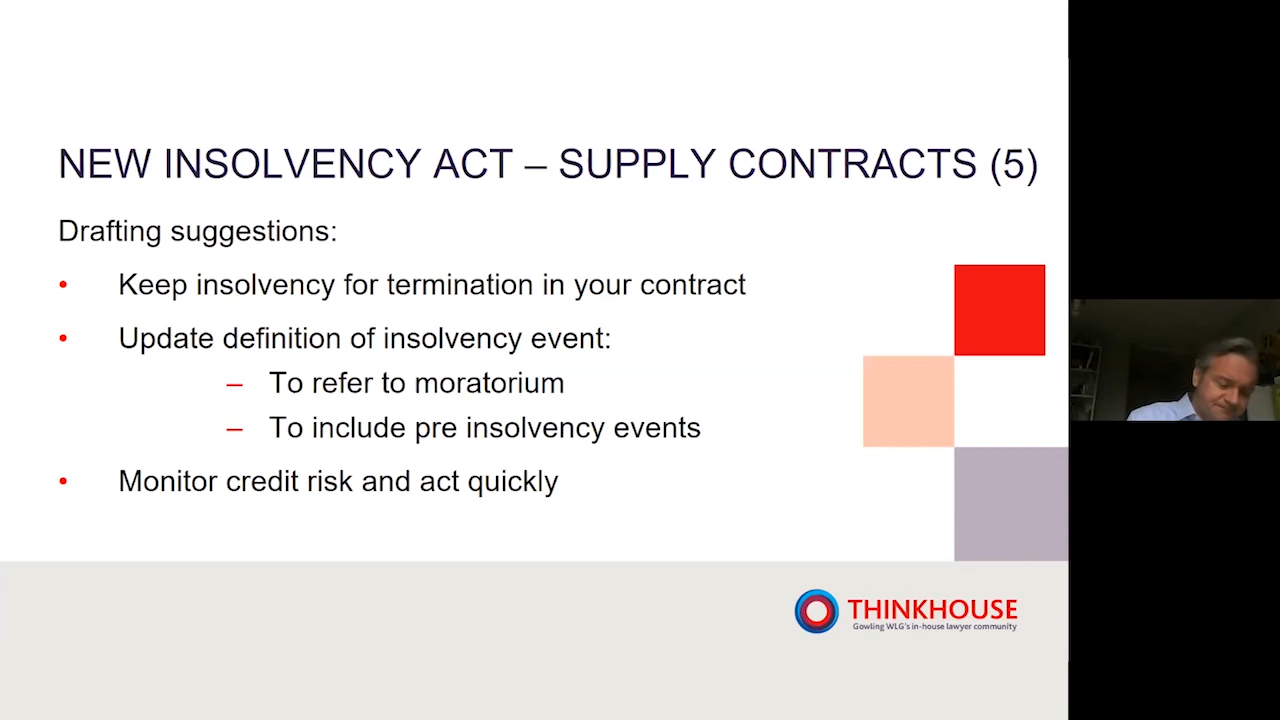 NEW INSOLVENCY ACT – SUPPLY CONTRACTS (5)
Drafting suggestions:
• Keep insolvency for termination in your contract
• Update definition of insolvency event:
– To refer to moratorium
– To include pre insolvency events
• Monitor credit risk and act quickly
THINKHOUSE
Gowling WLG's in-house lawyer community